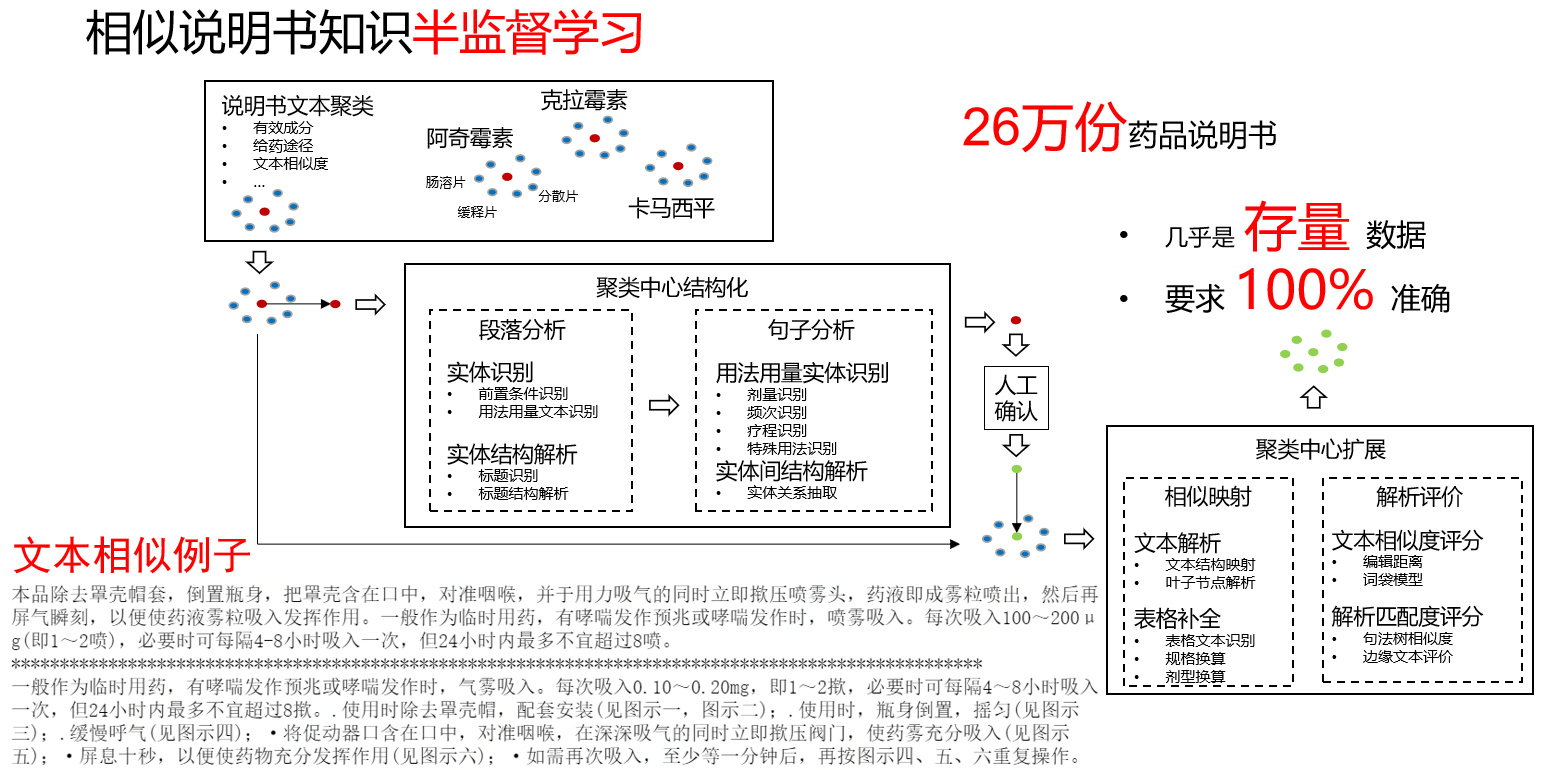 相似说明书知识半监督学习
说明书文本聚类
• 有效成分
• 给药途径
• 文本相似度
• ...
克拉霉素
阿奇霉素
肠溶片
缓释片
分散片
卡马西平
26万份药品说明书
• 几乎是 存量 数据
• 要求 100% 准确
聚类中心结构化
段落分析
实体识别
• 前置条件识别
• 用法用量文本识别
实体结构解析
• 标题识别
• 标题结构解析
句子分析
用法用量实体识别
• 剂量识别
• 频次识别
• 疗程识别
• 特殊用法识别
实体间结构解析
• 实体关系抽取
人工
确认
聚类中心扩展
相似映射
文本解析
• 文本结构映射
• 叶子节点解析
表格补全
• 表格文本识别
• 规格换算
• 剂型换算
解析评价
文本相似度评分
• 编辑距离
• 词袋模型
解析匹配度评分
• 句法树相似度
• 边缘文本评价
文本相似例子
本品除去罩壳帽套，倒置瓶身，把罩壳含在口中，对准咽喉，并于用力吸气的同时立即揿压喷雾头，药液即成雾粒喷出，然后再
屏气瞬刻，以便使药液雾粒吸入发挥作用。一般作为临时用药，有哮喘发作预兆或哮喘发作时，喷雾吸入。每次吸入100～200μ
g(即1～2喷)，必要时可每隔4-8小时吸入一次，但24小时内最多不宜超过8喷。
****************************************************************************************************
一般作为临时用药，有哮喘发作预兆或哮喘发作时，气雾吸入。每次吸入0.10～0.20mg，即1～2揿，必要时可每隔4～8小时吸入
一次，但24小时内最多不宜超过8揿。.使用时除去罩壳帽，配套安装(见图示一，图示二)；.使用时，瓶身倒置，摇匀(见图示
三)；.缓慢呼气(见图示四)；•将促动器口含在口中，对准咽喉，在深深吸气的同时立即揿压阀门，使药雾充分吸入(见图示
五)；•屏息十秒，以便使药物充分发挥作用(见图示六)；•如需再次吸入，至少等一分钟后，再按图示四、五、六重复操作。